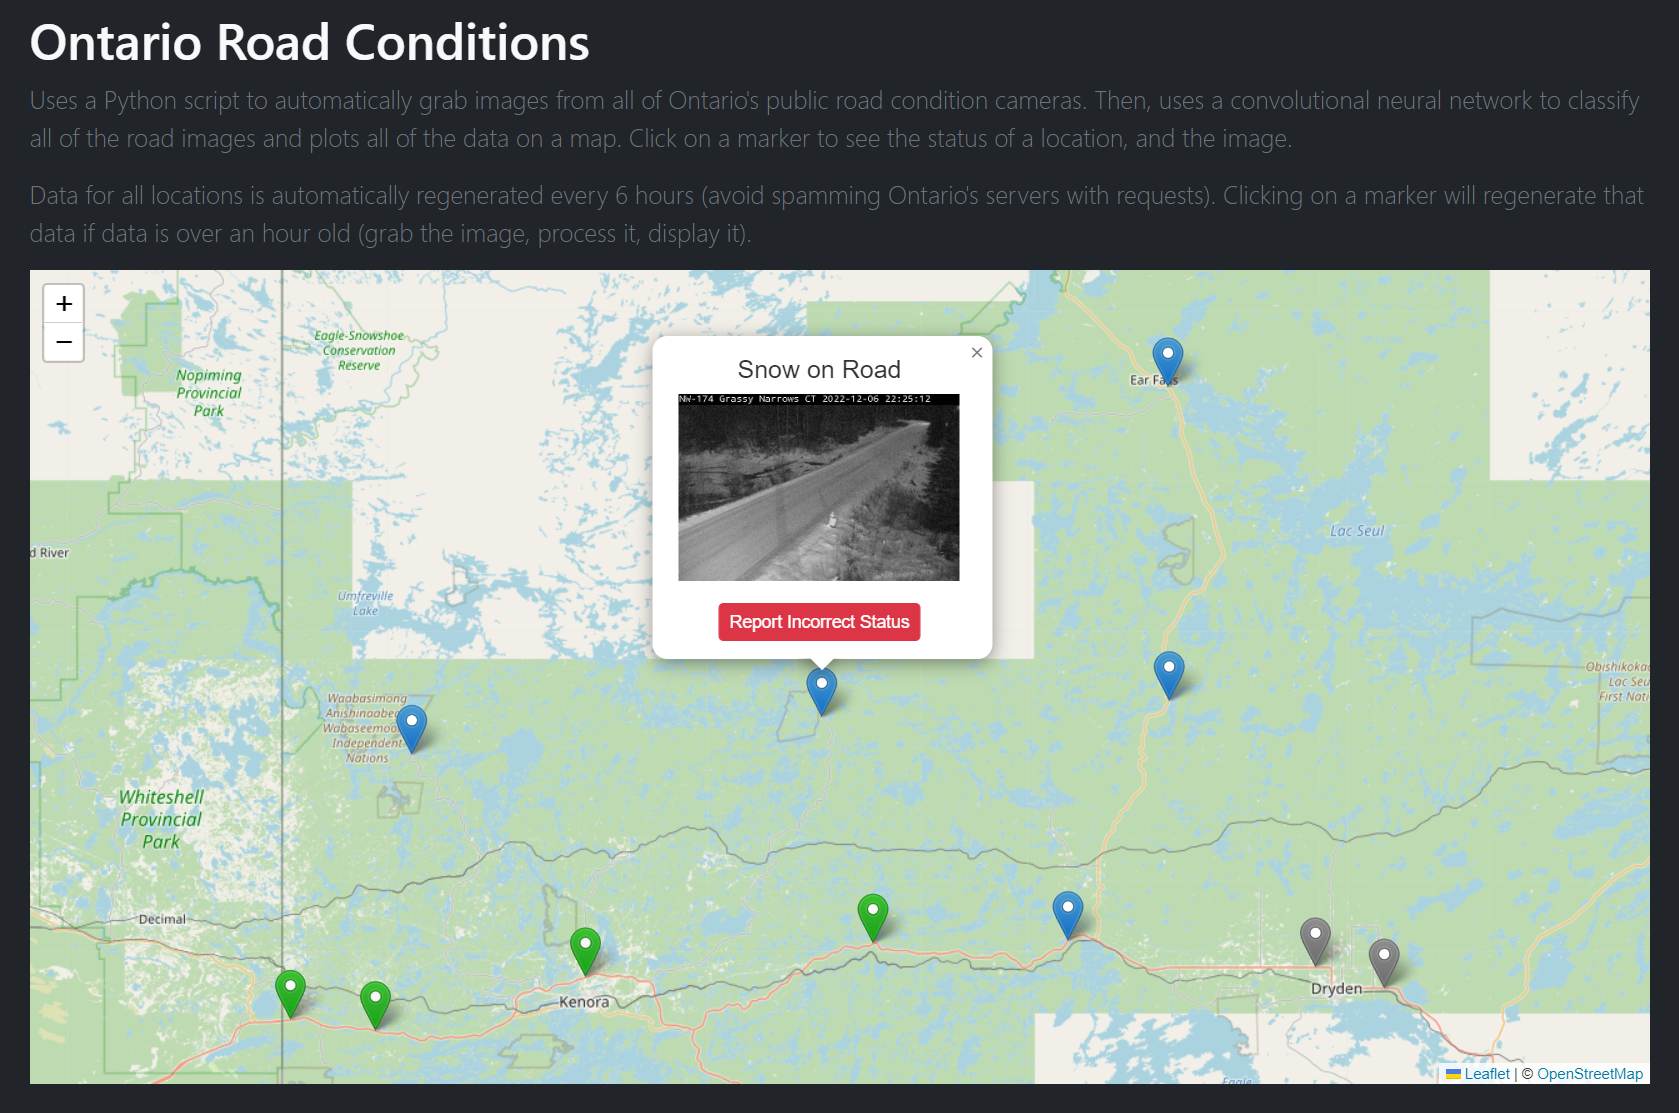 Ontario Road Conditions
Uses a Python script to automatically grab images from all of Ontario's public road condition cameras. Then, uses a convolutional neural network to classify
all of the road images and plots all of the data on a map. Click on a marker to see the status of a location, and the image.
Data for all locations is automatically regenerated every 6 hours (avoid spamming Ontario's servers with requests). Clicking on a marker will regenerate that
data if data is over an hour old (grab the image, process it, display it).
+
−
Eagle-Snowshoe
Conservation
Reserve
Nopiming
Provincial
Park
×
Snow on Road
NW-174 Grassy Narrows CT 2022-12-06 22:25:12
Report Incorrect Status
Ear Falls
Lac Seul
d River
Umfreville
Lake
Obishikoka
Lac Seu
First Nati
Waabasimong
Anishinaabe
Wabaseemoo
Independent
Nations
Whiteshell
Provincial
Park
Decimal
Kenora
Dryden
Eagle
Leaflet | © OpenStreetMap